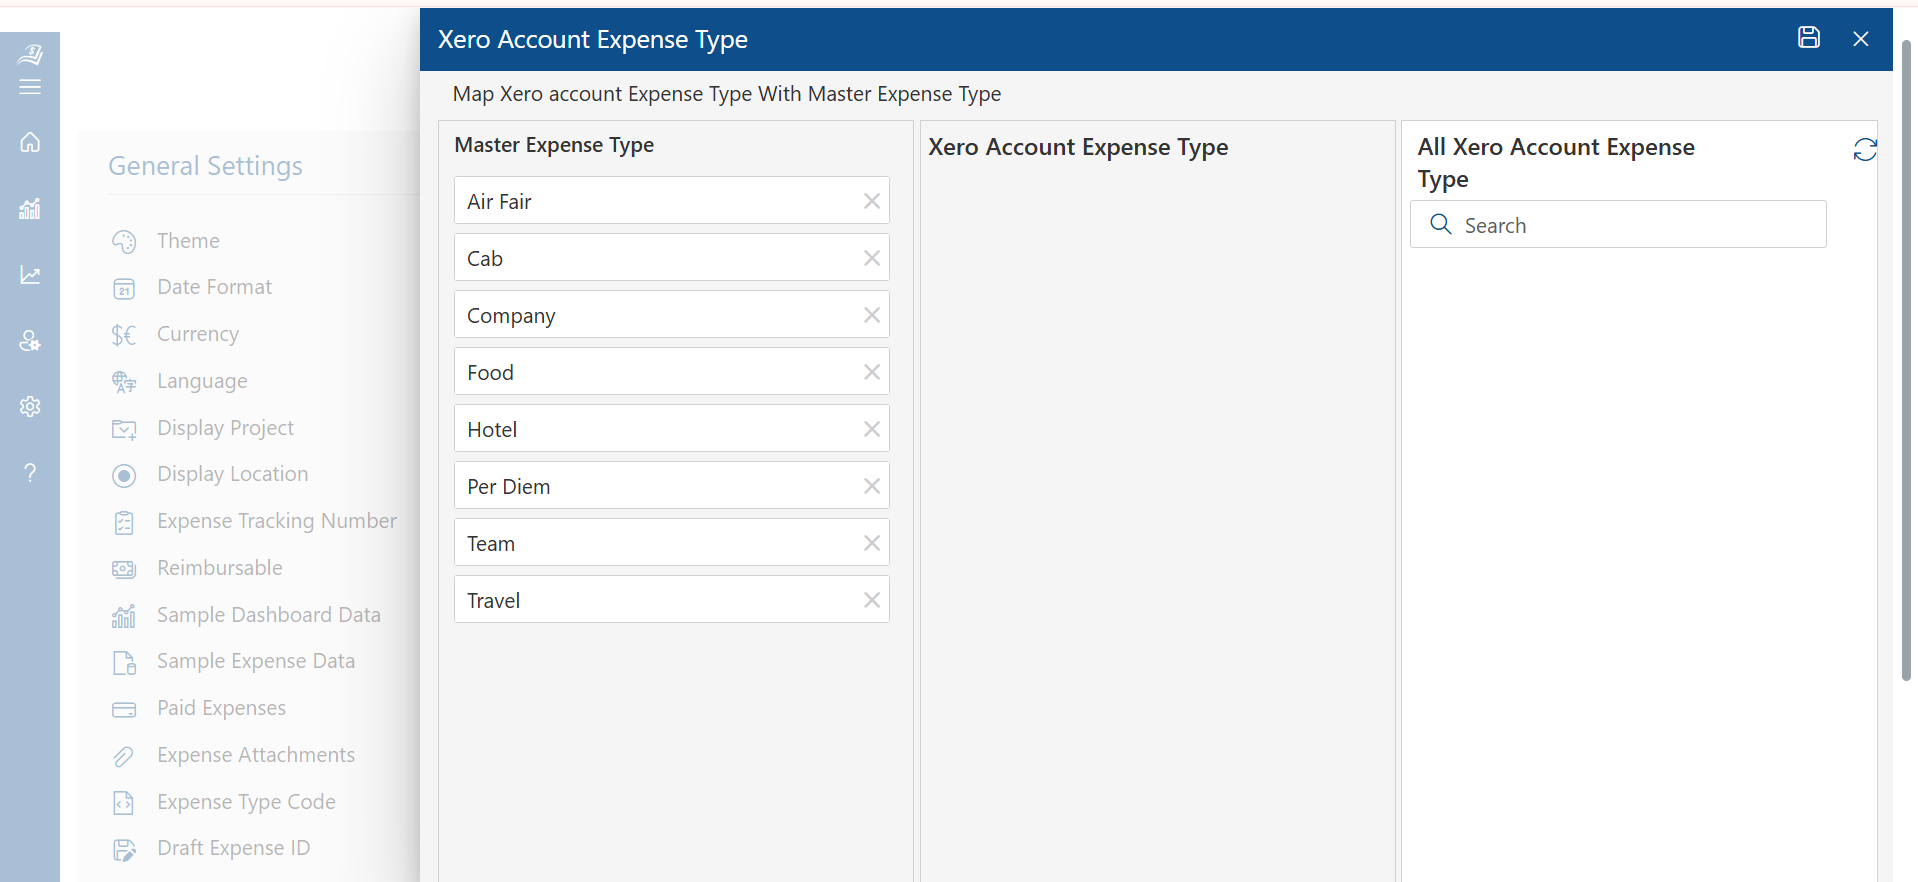 Xero Account Expense Type
Map Xero account Expense Type With Master Expense Type
General Settings
Theme
21
Date Format
$€
Currency
Language
Display Project
Display Location
Expense Tracking Number
Reimbursable
Sample Dashboard Data
Sample Expense Data
Paid Expenses
Expense Attachments
Expense Type Code
Draft Expense ID
Master Expense Type
Air Fair
Cab
Company
Food
Hotel
Per Diem
Team
Travel
Xero Account Expense Type
All Xero Account Expense
Type
Search